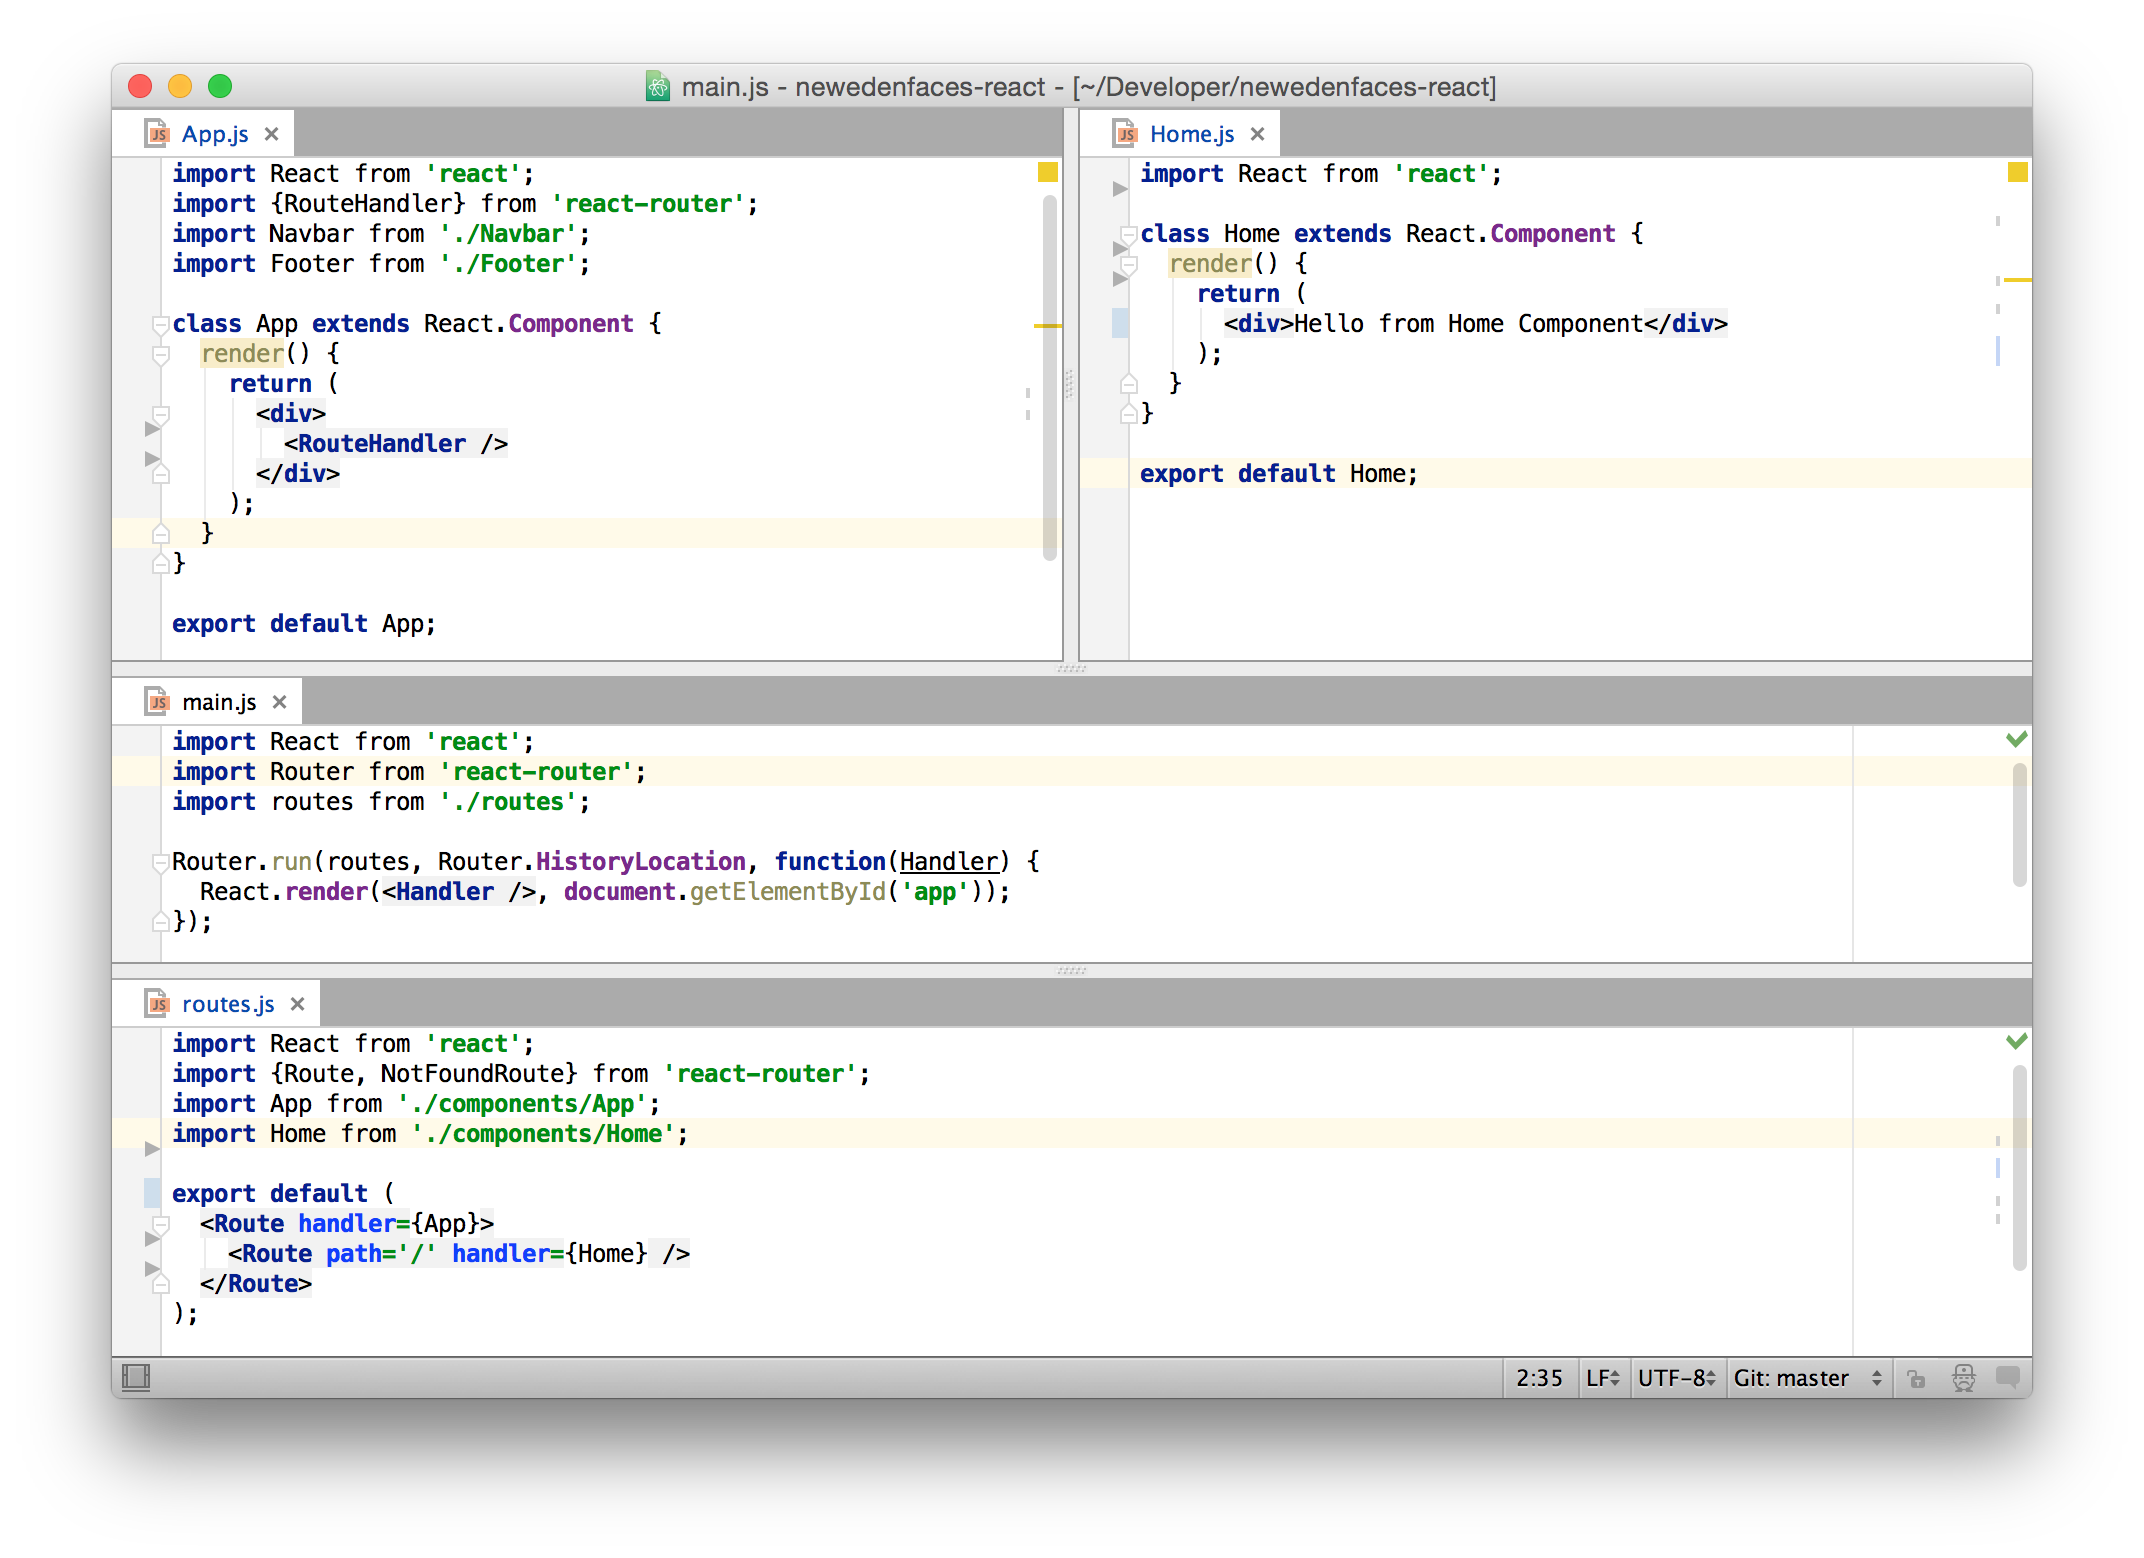 main.js - newedenfaces-react - [~/Developer/newedenfaces-react]
App.js
import React from 'react';
import {RouteHandler} from 'react-router';
import Navbar from './Navbar';
import Footer from './Footer';
class App extends React.Component {
render() {
return (
<div>
<RouteHandler />
</div>
);
}
}
export default App;
Home.js
import React from 'react';
class Home extends React.Component {
render() {
return (
<div>Hello from Home Component</div>
);
}
}
export default Home;
main.js
import React from 'react';
import Router from 'react-router';
import routes from './routes';
Router.run(routes, Router.HistoryLocation, function(Handler) {
React.render(<Handler />, document.getElementById('app'));
});
routes.js
import React from 'react';
import {Route, NotFoundRoute} from 'react-router';
import App from './components/App';
import Home from './components/Home';
export default (
<Route handler={App}>
<Route path='/' handler={Home} />
</Route>
);
2:35 LF UTF-8 Git: master